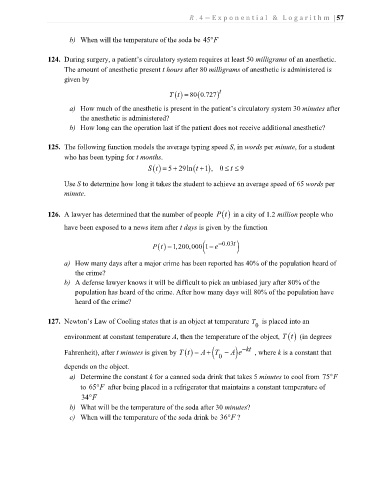 R.4 – Exponential & Logarithm | 57
b) When will the temperature of the soda be 45°F
124. During surgery, a patient's circulatory system requires at least 50 milligrams of an anesthetic.
The amount of anesthetic present t hours after 80 milligrams of anesthetic is administered is
given by
T(t) = 80(0.727)^t
a) How much of the anesthetic is present in the patient's circulatory system 30 minutes after
the anesthetic is administered?
b) How long can the operation last if the patient does not receive additional anesthetic?
125. The following function models the average typing speed S, in words per minute, for a student
who has been typing for t months.
S(t) = 5 + 29 ln(t + 1), 0 ≤ t ≤ 9
Use S to determine how long it takes the student to achieve an average speed of 65 words per
minute.
126. A lawyer has determined that the number of people P(t) in a city of 1.2 million people who
have been exposed to a news item after t days is given by the function
P(t) = 1,200,000(1 − e^−0.03t)
a) How many days after a major crime has been reported has 40% of the population heard of
the crime?
b) A defense lawyer knows it will be difficult to pick an unbiased jury after 80% of the
population has heard of the crime. After how many days will 80% of the population have
heard of the crime?
127. Newton's Law of Cooling states that is an object at temperature T₀ is placed into an
environment at constant temperature A, then the temperature of the object, T(t) (in degrees
Fahrenheit), after t minutes is given by T(t) = A + (T₀ − A)e^−kt, where k is a constant that
depends on the object.
a) Determine the constant k for a canned soda drink that takes 5 minutes to cool from 75°F
to 65°F after being placed in a refrigerator that maintains a constant temperature of
34°F
b) What will be the temperature of the soda after 30 minutes?
c) When will the temperature of the soda drink be 36°F?